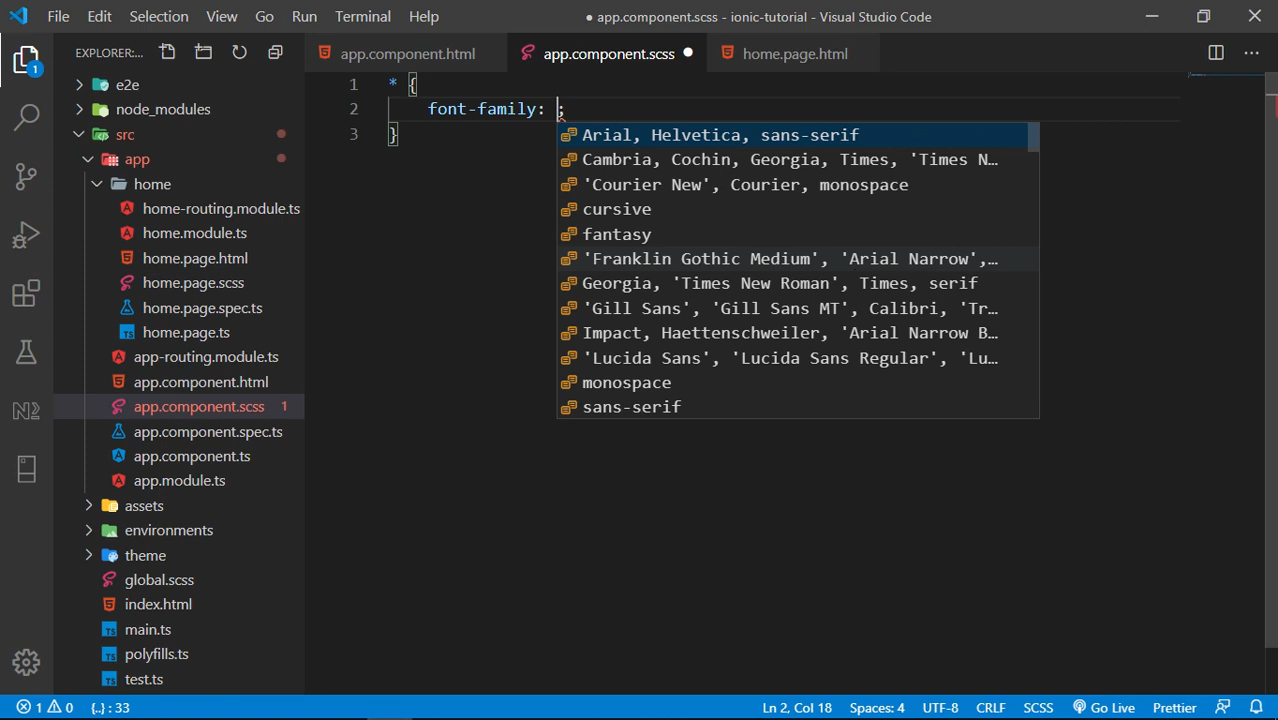 File Edit Selection View Go Run Terminal Help
● app.component.scss - ionic-tutorial - Visual Studio Code
EXPLORER:...
app.component.html
app.component.scss ●
home.page.html
1
e2e
node_modules
src
app
home
home-routing.module.ts
home.module.ts
home.page.html
home.page.scss
home.page.spec.ts
home.page.ts
app-routing.module.ts
app.component.html
app.component.scss 1
app.component.spec.ts
app.component.ts
app.module.ts
assets
environments
theme
global.scss
index.html
main.ts
polyfills.ts
test.ts
1 * {
2 font-family: ;
3 }
Arial, Helvetica, sans-serif
Cambria, Cochin, Georgia, Times, 'Times N…
'Courier New', Courier, monospace
cursive
fantasy
'Franklin Gothic Medium', 'Arial Narrow',…
Georgia, 'Times New Roman', Times, serif
'Gill Sans', 'Gill Sans MT', Calibri, 'Tr…
Impact, Haettenschweiler, 'Arial Narrow B…
'Lucida Sans', 'Lucida Sans Regular', 'Lu…
monospace
sans-serif
1 0 {..} : 33
Ln 2, Col 18 Spaces: 4 UTF-8 CRLF SCSS Go Live Prettier